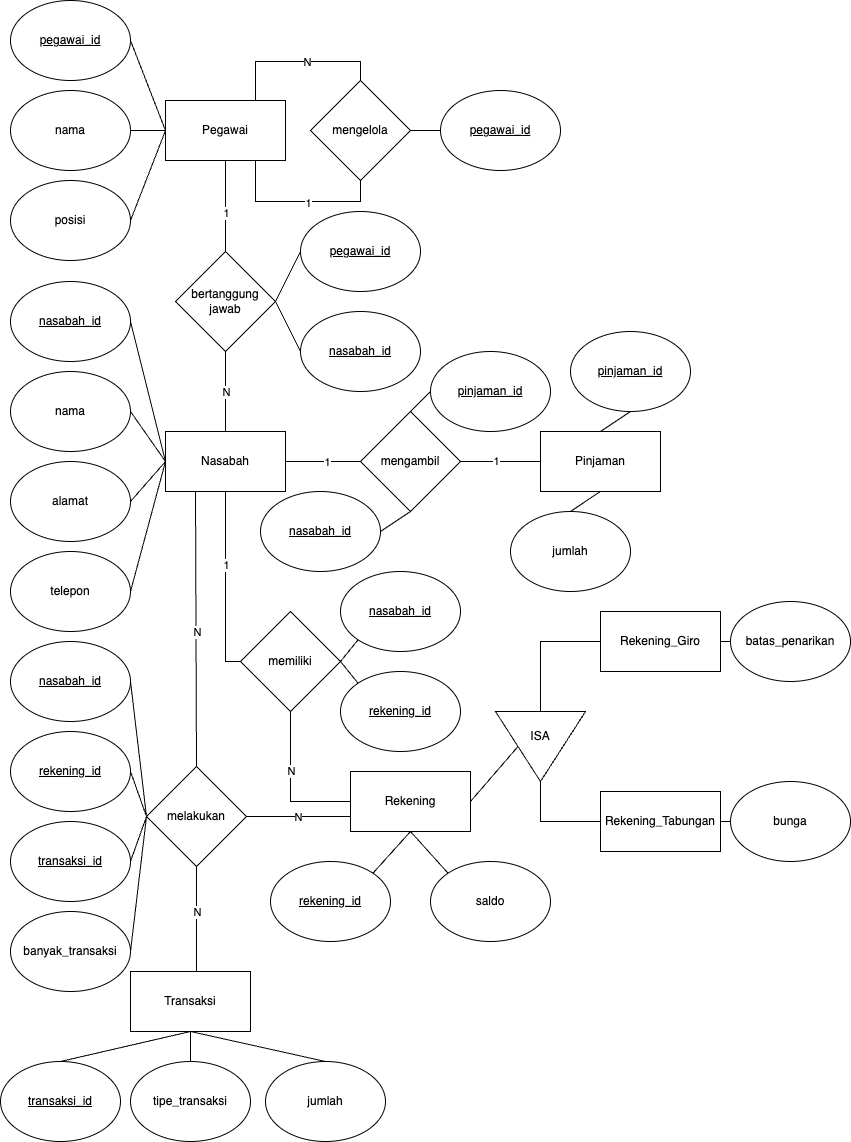 pegawai_id
N
nama
Pegawai
mengelola
pegawai_id
posisi
1
1
pegawai_id
bertanggung
jawab
nasabah_id
nasabah_id
N
pinjaman_id
pinjaman_id
nama
Nasabah
1
mengambil
1
Pinjaman
alamat
nasabah_id
jumlah
telepon
1
nasabah_id
N
Rekening_Giro
batas_penarikan
memiliki
nasabah_id
rekening_id
ISA
rekening_id
N
Rekening
melakukan
N
Rekening_Tabungan
bunga
transaksi_id
rekening_id
saldo
N
banyak_transaksi
Transaksi
transaksi_id
tipe_transaksi
jumlah